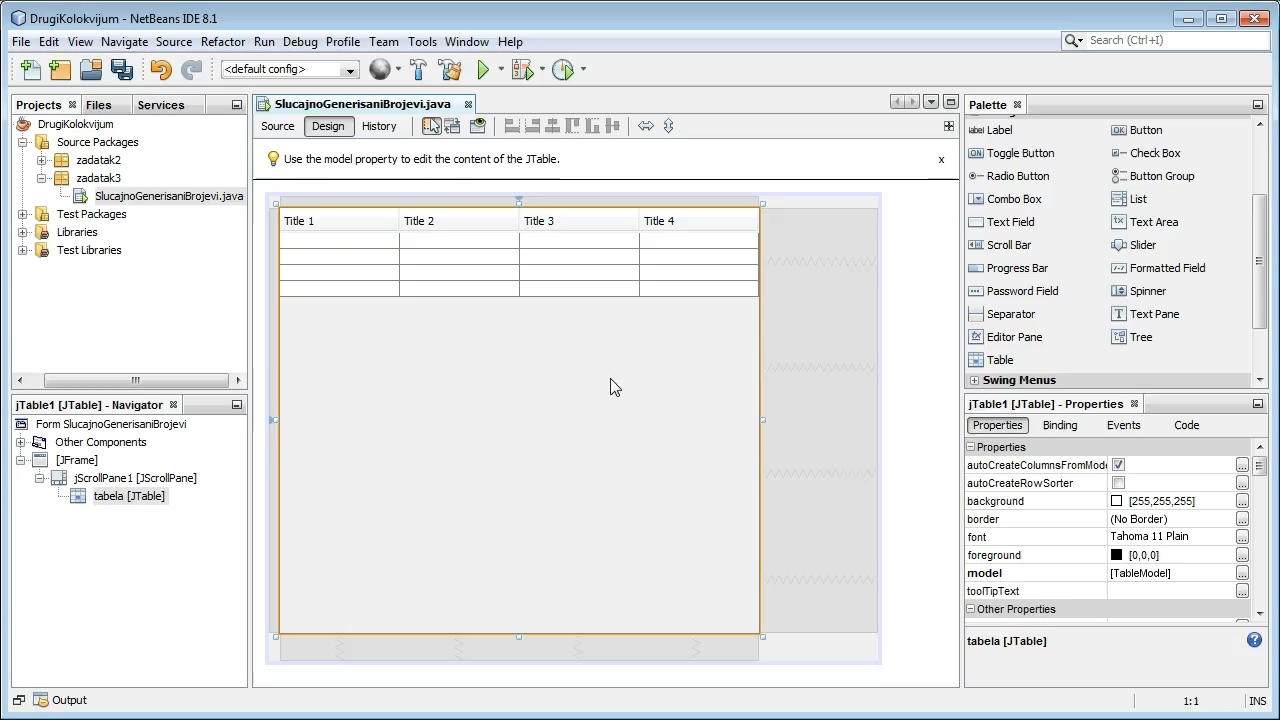 DrugiKolokvijum - NetBeans IDE 8.1
File Edit View Navigate Source Refactor Run Debug Profile Team Tools Window Help
Search (Ctrl+I)
<default config>
Projects Files Services
DrugiKolokvijum
Source Packages
zadatak2
zadatak3
SlucajnoGenerisaniBrojevi.java
Test Packages
Libraries
Test Libraries
jTable1 [JTable] - Navigator
Form SlucajnoGenerisaniBrojevi
Other Components
[JFrame]
jScrollPane1 [JScrollPane]
tabela [JTable]
SlucajnoGenerisaniBrojevi.java
Source Design History
Use the model property to edit the content of the JTable.
x
Title 1 Title 2 Title 3 Title 4
Palette
label Label Button
ON Toggle Button Check Box
Radio Button Button Group
Combo Box List
Text Field Text Area
Scroll Bar Slider
Progress Bar Formatted Field
Password Field Spinner
Separator T Text Pane
Editor Pane Tree
Table
Swing Menus
jTable1 [JTable] - Properties
Properties Binding Events Code
Properties
autoCreateColumnsFromMode
autoCreateRowSorter
background [255,255,255]
border (No Border)
font Tahoma 11 Plain
foreground [0,0,0]
model [TableModel]
toolTipText
Other Properties
tabela [JTable]
Output
1:1 INS